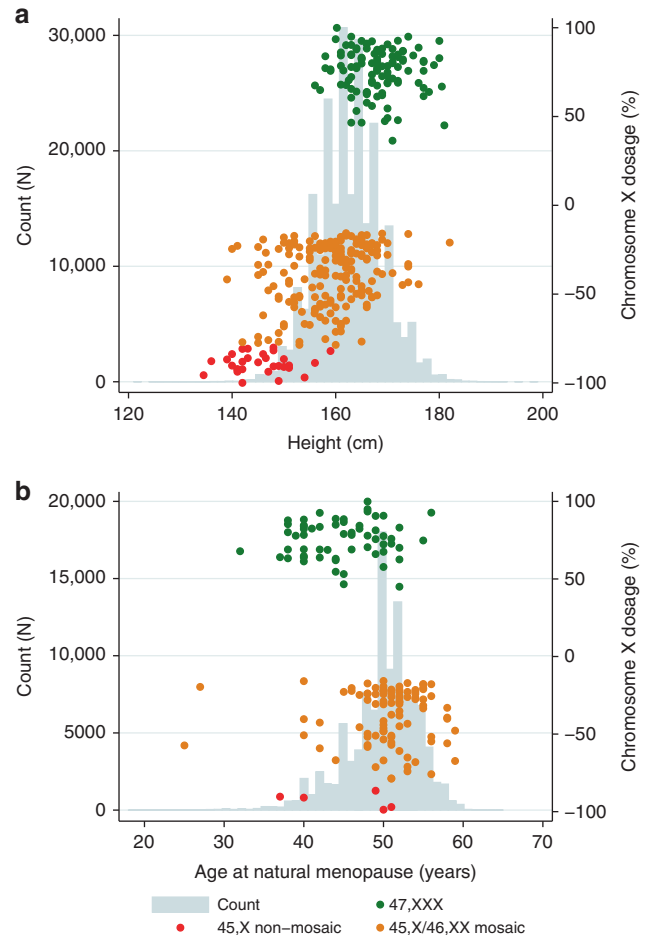 a
30,000
20,000
10,000
0
Count (N)
100
50
0
−50
−100
Chromosome X dosage (%)
120 140 160 180 200
Height (cm)
b
20,000
15,000
10,000
5000
0
Count (N)
100
50
0
−50
−100
Chromosome X dosage (%)
20 30 40 50 60 70
Age at natural menopause (years)
Count 47,XXX
45,X non−mosaic 45,X/46,XX mosaic